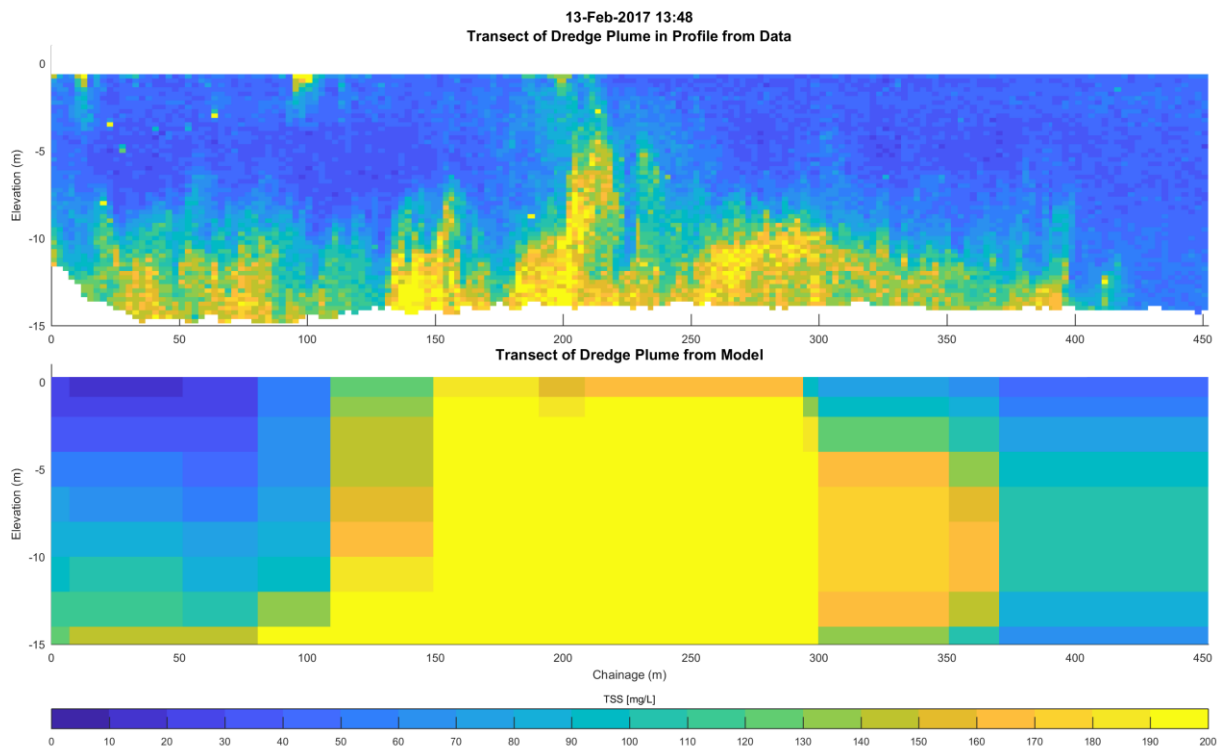 13-Feb-2017 13:48
Transect of Dredge Plume in Profile from Data
Elevation (m)
0
-5
-10
-15
0 50 100 150 200 250 300 350 400 450
Transect of Dredge Plume from Model
Elevation (m)
0
-5
-10
-15
0 50 100 150 200 250 300 350 400 450
Chainage (m)
TSS [mg/L]
0 10 20 30 40 50 60 70 80 90 100 110 120 130 140 150 160 170 180 190 200